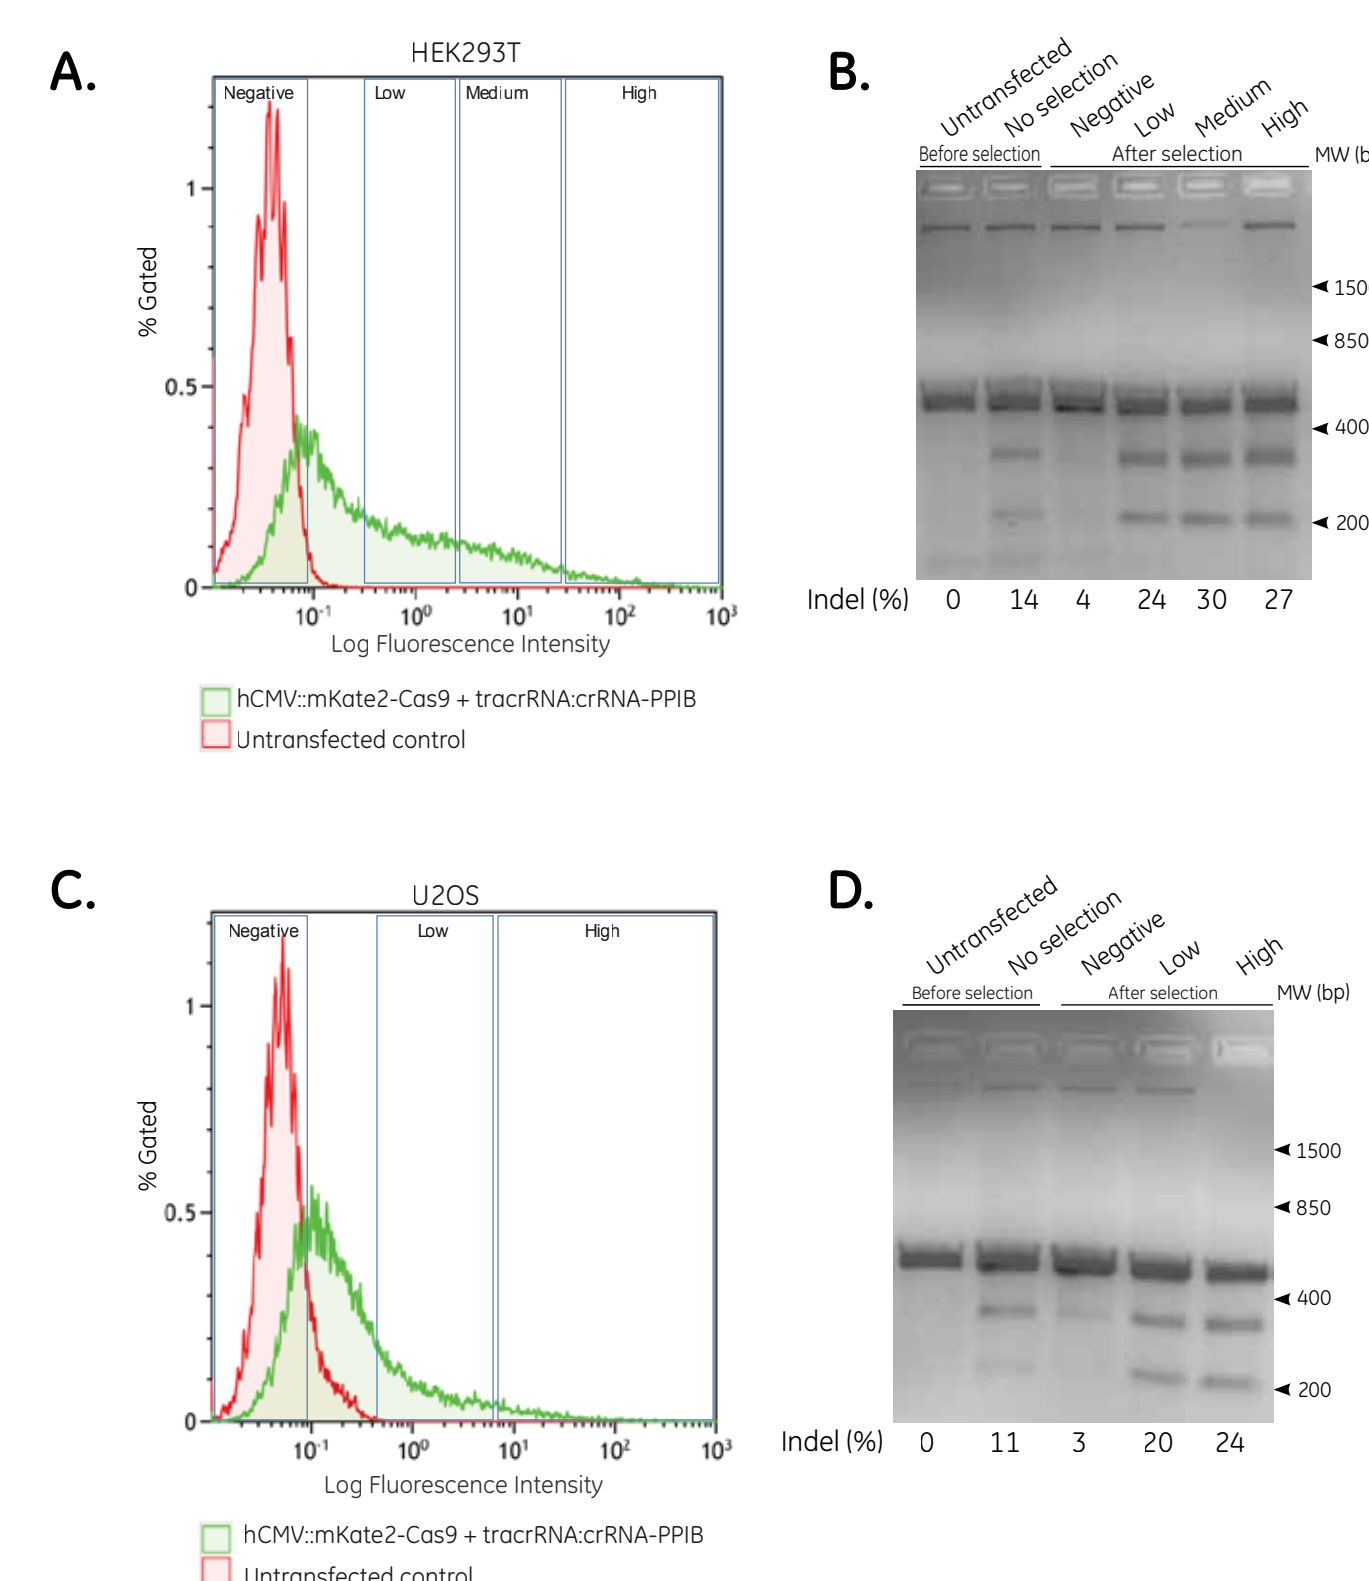 A.
HEK293T
Negative Low Medium High
1
0.5
0
% Gated
10-1 100 101 102 103
Log Fluorescence Intensity
hCMV::mKate2-Cas9 + tracrRNA:crRNA-PPIB
Untransfected control
B.
Untransfected No selection Negative Low Medium High
Before selection After selection MW (b
150
850
400
200
Indel (%) 0 14 4 24 30 27
C.
U2OS
Negative Low High
1
0.5
0
% Gated
10-1 100 101 102 103
Log Fluorescence Intensity
hCMV::mKate2-Cas9 + tracrRNA:crRNA-PPIB
Untransfected control
D.
Untransfected No selection Negative Low High
Before selection After selection MW (bp)
1500
850
400
200
Indel (%) 0 11 3 20 24